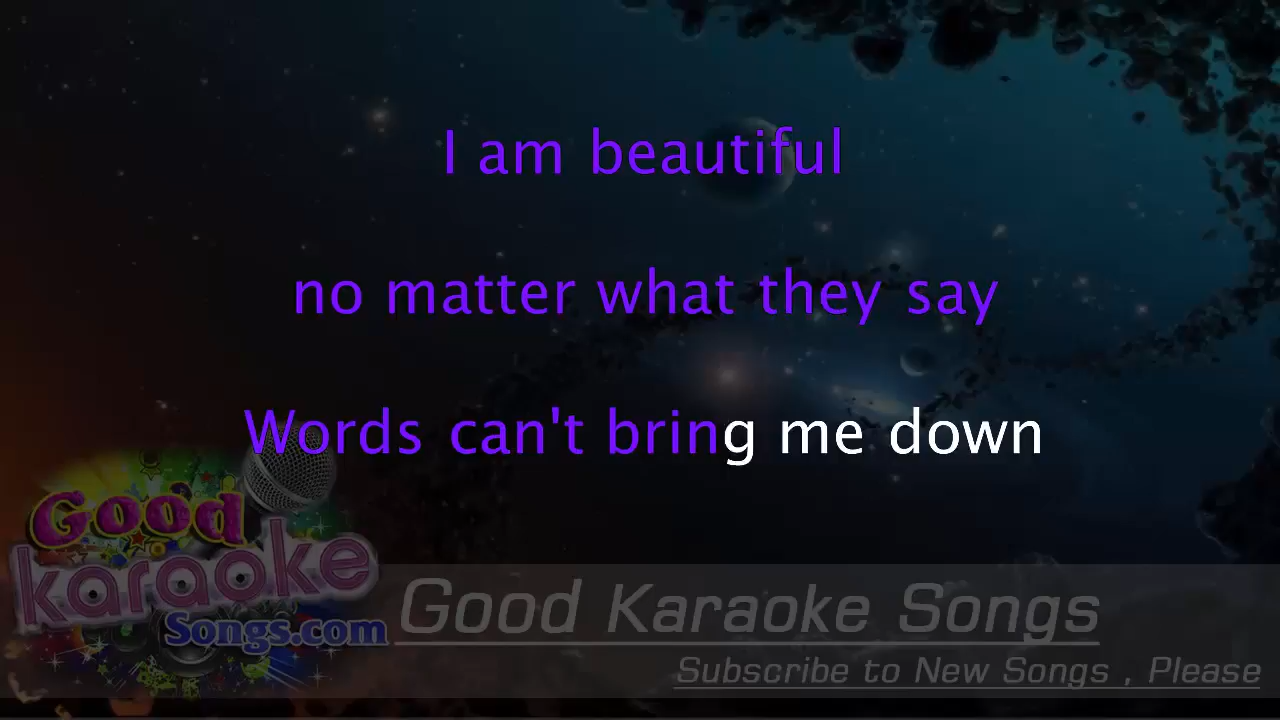 I am beautiful
no matter what they say
Words can't bring me down
Good
karaoke
Songs.com
Good Karaoke Songs
Subscribe to New Songs , Please